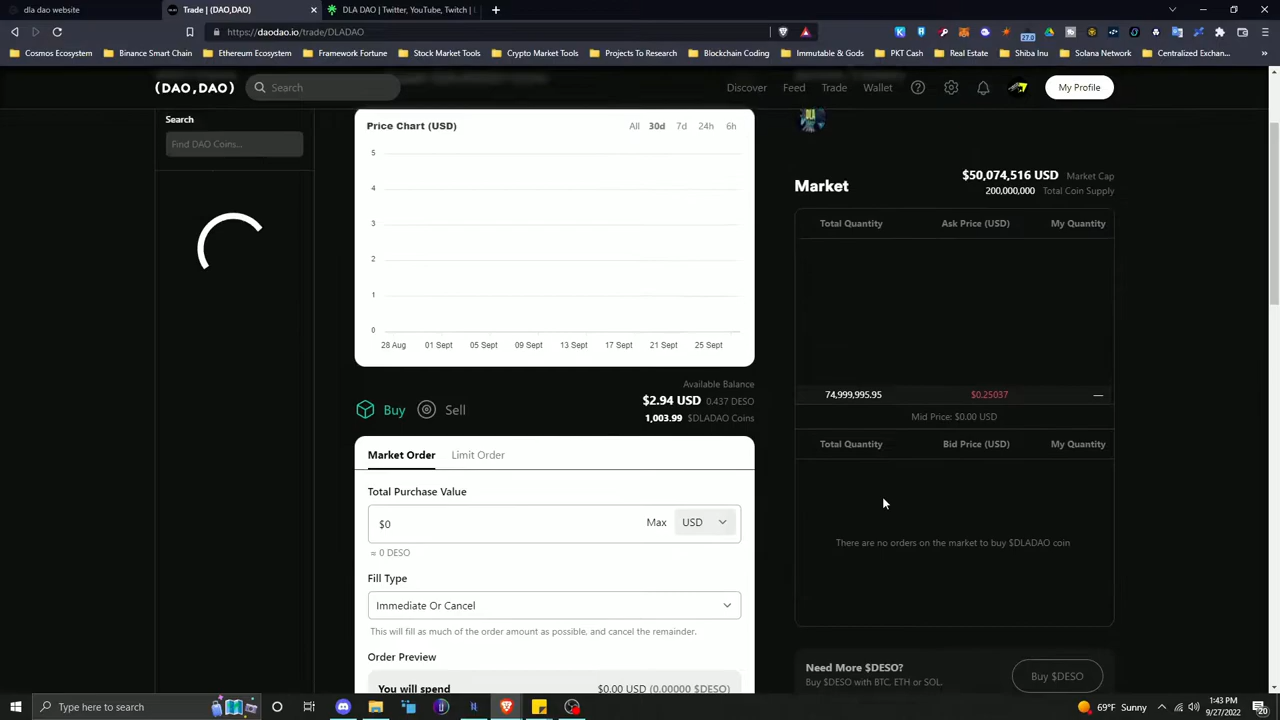 dla dao website
Trade | (DAO,DAO)
DLA DAO | Twitter, YouTube, Twitch |
https://daodao.io/trade/DLADAO
27.0
Cosmos Ecosystem
Binance Smart Chain
Ethereum Ecosystem
Framework Fortune
Stock Market Tools
Crypto Market Tools
Projects To Research
Blockchain Coding
Immutable & Gods
PKT Cash
Real Estate
Shiba Inu
Solana Network
Centralized Exchan...
(DAO,DAO)
Search
Discover
Feed
Trade
Wallet
My Profile
Search
Find DAO Coins...
Price Chart (USD)
All 30d 7d 24h 6h
5
4
3
2
1
0
28 Aug 01 Sept 05 Sept 09 Sept 13 Sept 17 Sept 21 Sept 25 Sept
Available Balance
$2.94 USD 0.437 DESO
1,003.99 $DLADAO Coins
Buy
Sell
Market Order
Limit Order
Total Purchase Value
$0
Max
USD
= 0 DESO
Fill Type
Immediate Or Cancel
This will fill as much of the order amount as possible, and cancel the remainder.
Order Preview
You will spend
$0.00 USD (0.00000 $DESO)
Market
$50,074,516 USD Market Cap
200,000,000 Total Coin Supply
Total Quantity
Ask Price (USD)
My Quantity
74,999,995.95
$0.25037
—
Mid Price: $0.00 USD
Total Quantity
Bid Price (USD)
My Quantity
There are no orders on the market to buy $DLADAO coin
Need More $DESO?
Buy $DESO with BTC, ETH or SOL.
Buy $DESO
Type here to search
69°F Sunny
1:43 PM
9/27/2022
20